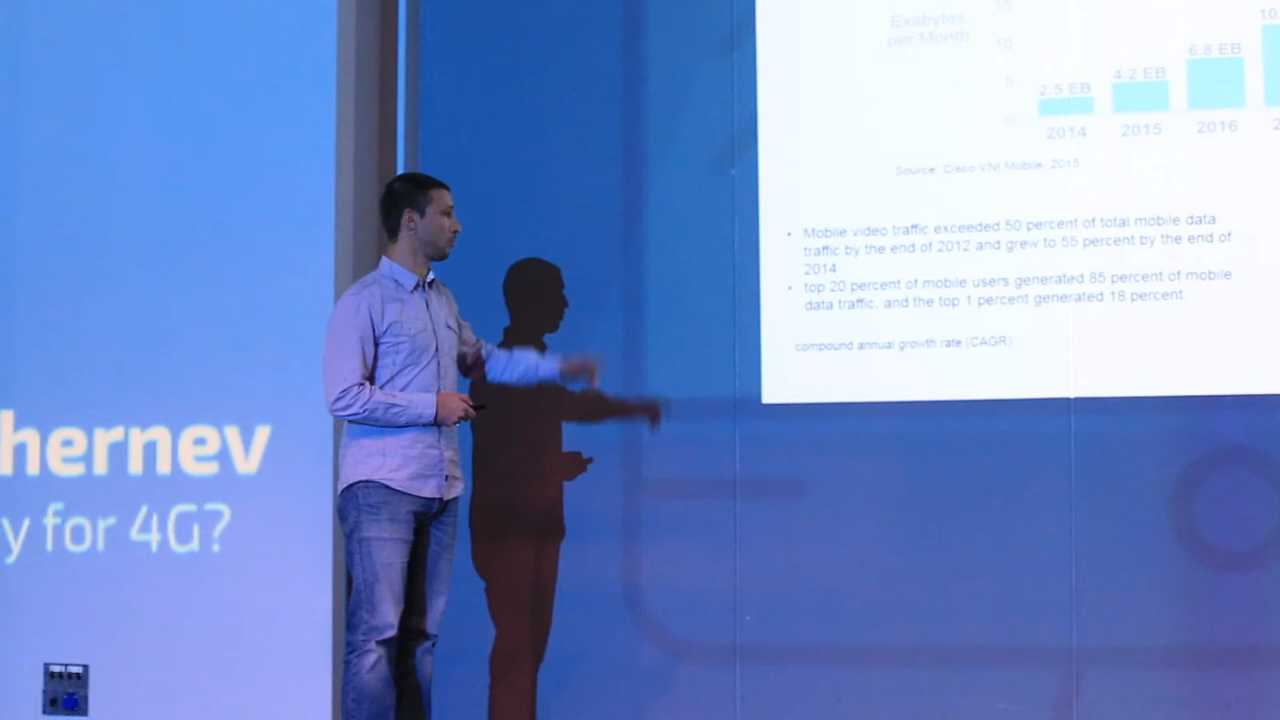 hernev
y for 4G?
15
Exabytes
per Month
10
5
0
2.5 EB
4.2 EB
6.8 EB
10.
2014
2015
2016
2
Source: Cisco VNI Mobile, 2015
• Mobile video traffic exceeded 50 percent of total mobile data
traffic by the end of 2012 and grew to 55 percent by the end of
2014
• top 20 percent of mobile users generated 85 percent of mobile
data traffic, and the top 1 percent generated 18 percent.
compound annual growth rate (CAGR)